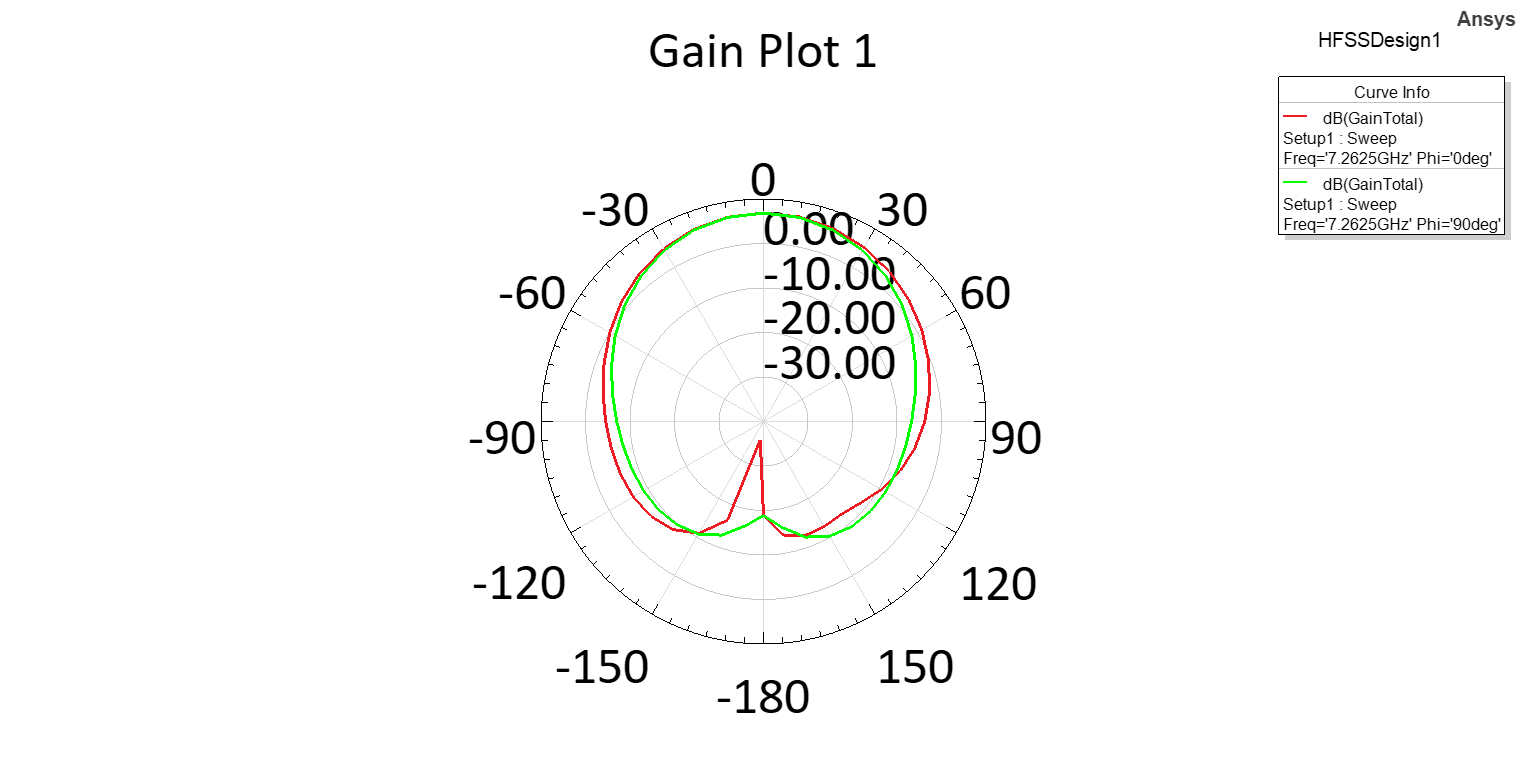 Ansys
HFSSDesign1
Gain Plot 1
Curve Info
dB(GainTotal)
Setup1 : Sweep
Freq='7.2625GHz' Phi='0deg'
dB(GainTotal)
Setup1 : Sweep
Freq='7.2625GHz' Phi='90deg'
0
-30
30
0.00
-10.00
-60
60
-20.00
-30.00
-90
90
-120
120
-150
150
-180